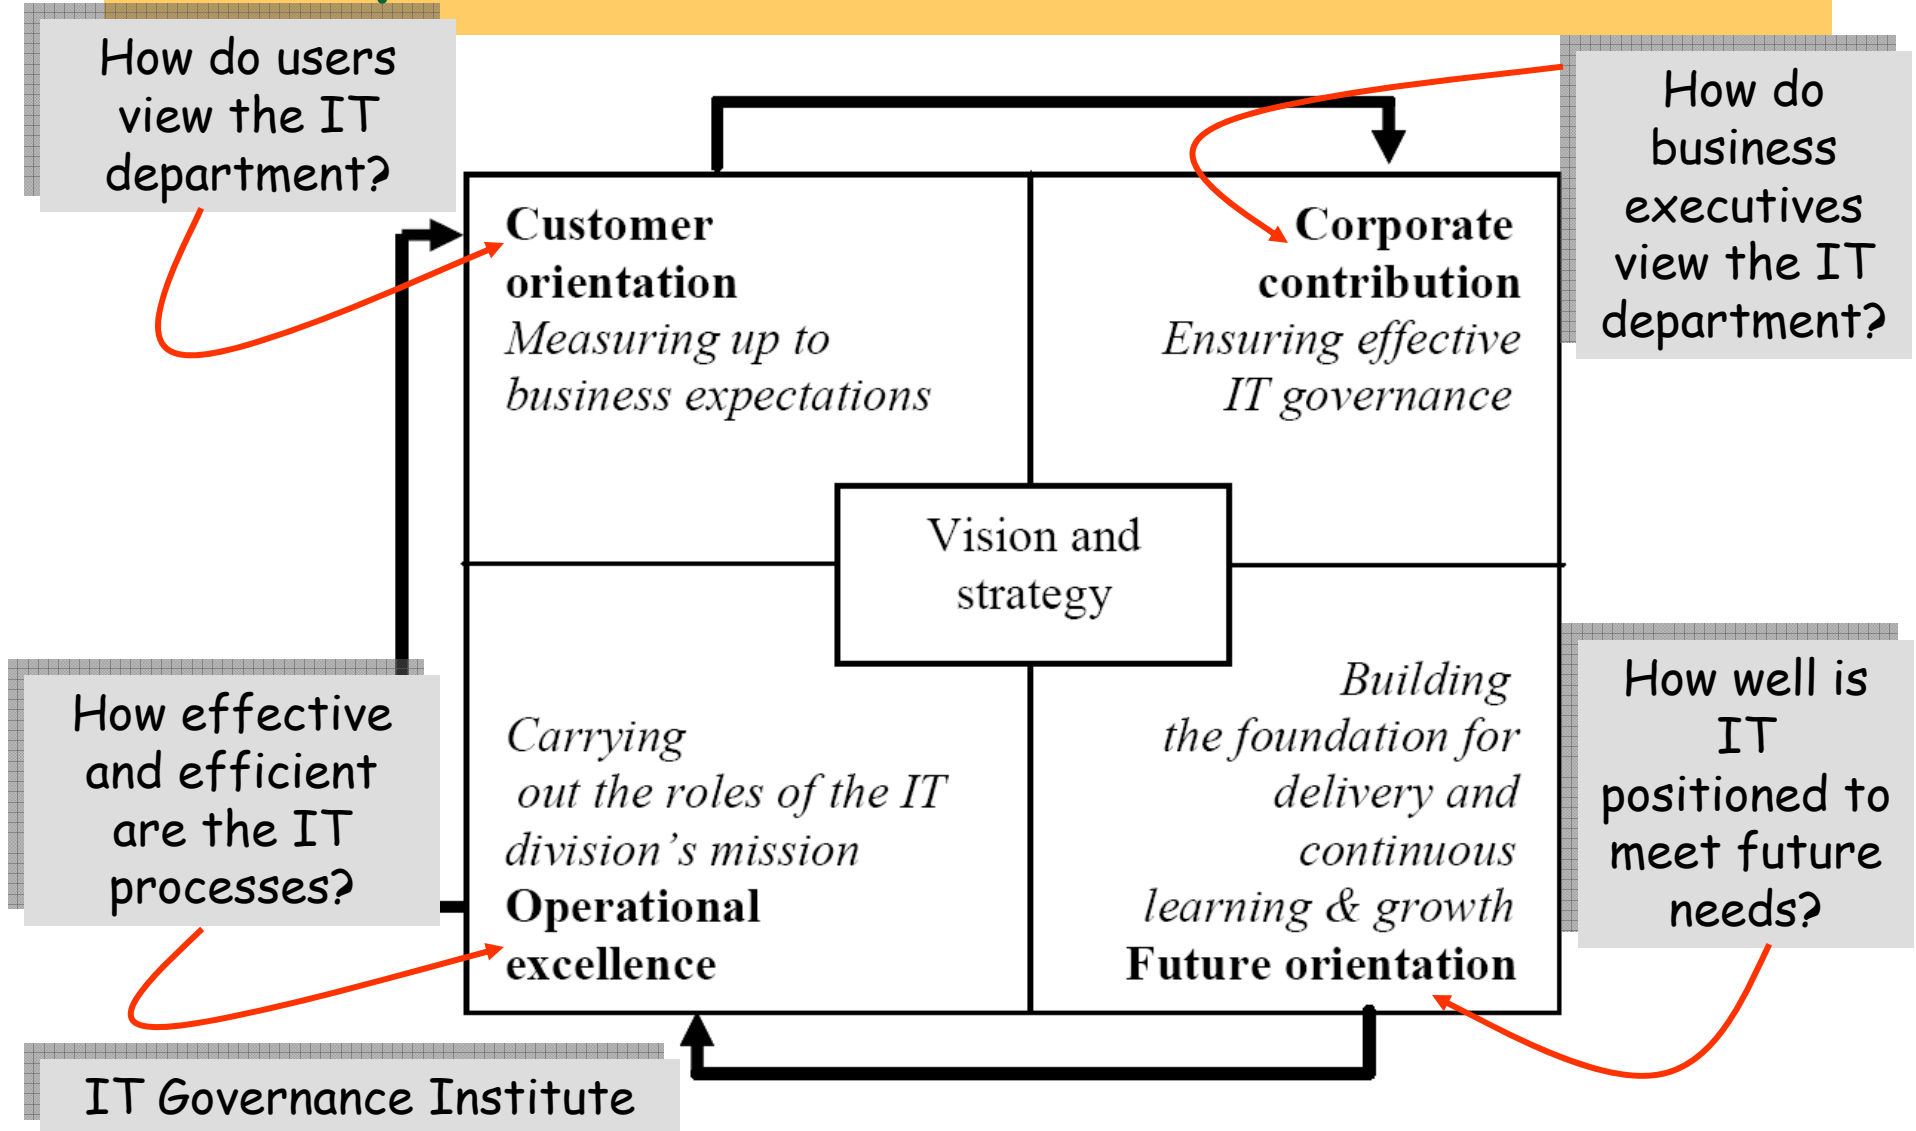 How do users
view the IT
department?
How do
business
executives
view the IT
department?
Customer
orientation
Measuring up to
business expectations
Corporate
contribution
Ensuring effective
IT governance
Vision and
strategy
How effective
and efficient
are the IT
processes?
Carrying
out the roles of the IT
division's mission
Operational
excellence
Building
the foundation for
delivery and
continuous
learning & growth
Future orientation
How well is
IT
positioned to
meet future
needs?
IT Governance Institute